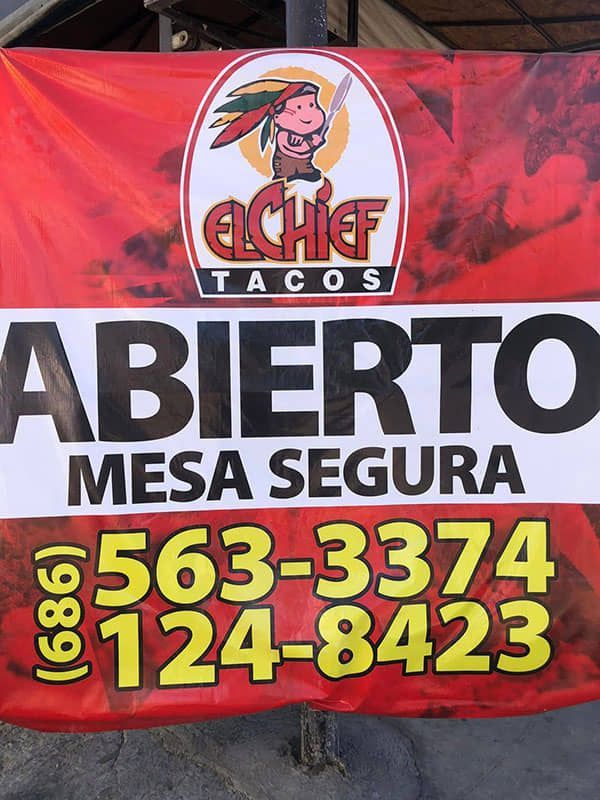 ELCHIEF
TACOS
ABIERTO
MESA SEGURA
(686) 563-3374
124-8423